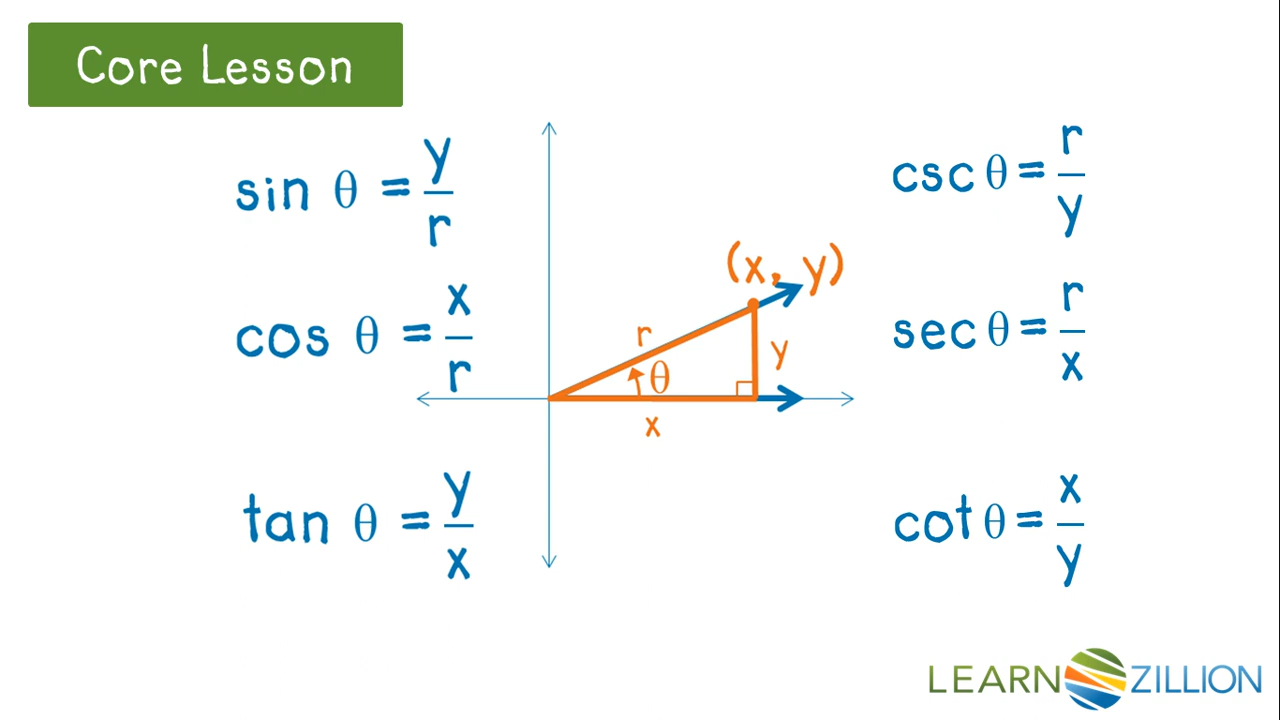 Core Lesson
sin θ = y/r
cos θ = x/r
tan θ = y/x
(x, y)
r
θ
y
x
csc θ = r/y
sec θ = r/x
cot θ = x/y
LEARNZILLION